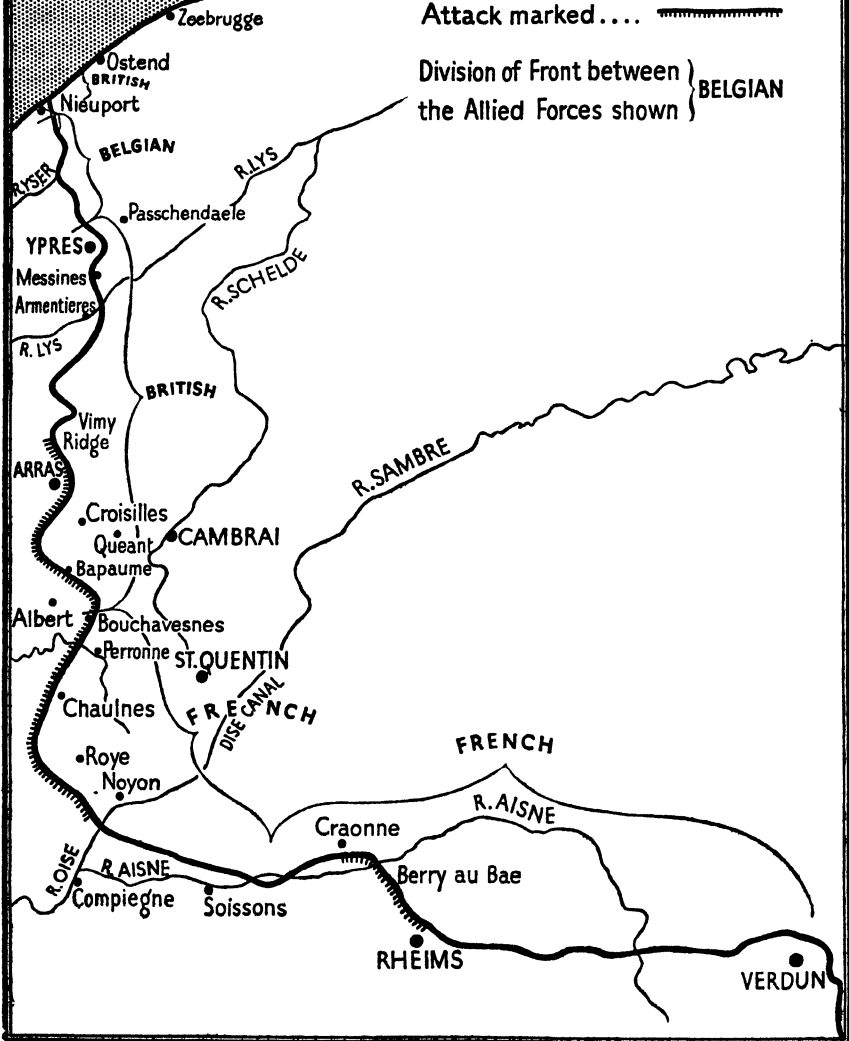 Zeebrugge
Attack marked....
Ostend
BRITISH
Division of Front between
the Allied Forces shown
BELGIAN
Nieuport
BELGIAN
R.LYS
R.YSER
Passchendaele
YPRES
R.SCHELDE
Messines
Armentieres
R. LYS
BRITISH
Vimy
Ridge
R.SAMBRE
ARRAS
Croisilles
Queant
CAMBRAI
Bapaume
Albert
Bouchavesnes
Perronne
ST.QUENTIN
Chaulnes
FRENCH
DISE CANAL
FRENCH
Roye
Noyon
R. AISNE
Craonne
R.OISE
R.AISNE
Berry au Bae
Compiegne
Soissons
RHEIMS
VERDUN